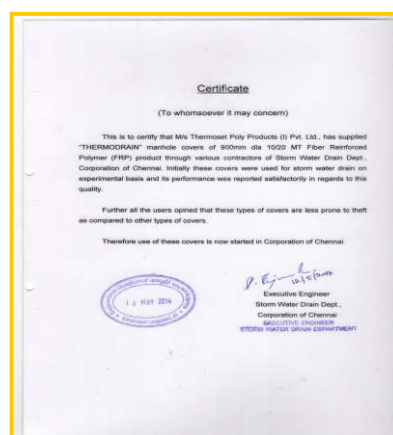 Certificate
(To whomsoever it may concern)
This is to certify that M/s Thermoset Poly Products (I) Pvt. Ltd., has supplied
"THERMODRAIN" manhole covers of 900mm dia 10/20 MT Fiber Reinforced
Polymer (FRP) product through various contractors of Storm Water Drain Dept.,
Corporation of Chennai. Initially these covers were used for storm water drain on
experimental basis and its performance was reported satisfactorily in regards to this
quality.
Further all the users opined that these types of covers are less prone to theft
as compared to other types of covers.
Therefore use of these covers is now started in Corporation of Chennai.
MAY 2014
Executive Engineer
Storm Water Drain Dept.,
Corporation of Chennai
EXECUTIVE ENGINEER
STORM WATER DRAIN DEPARTMENT